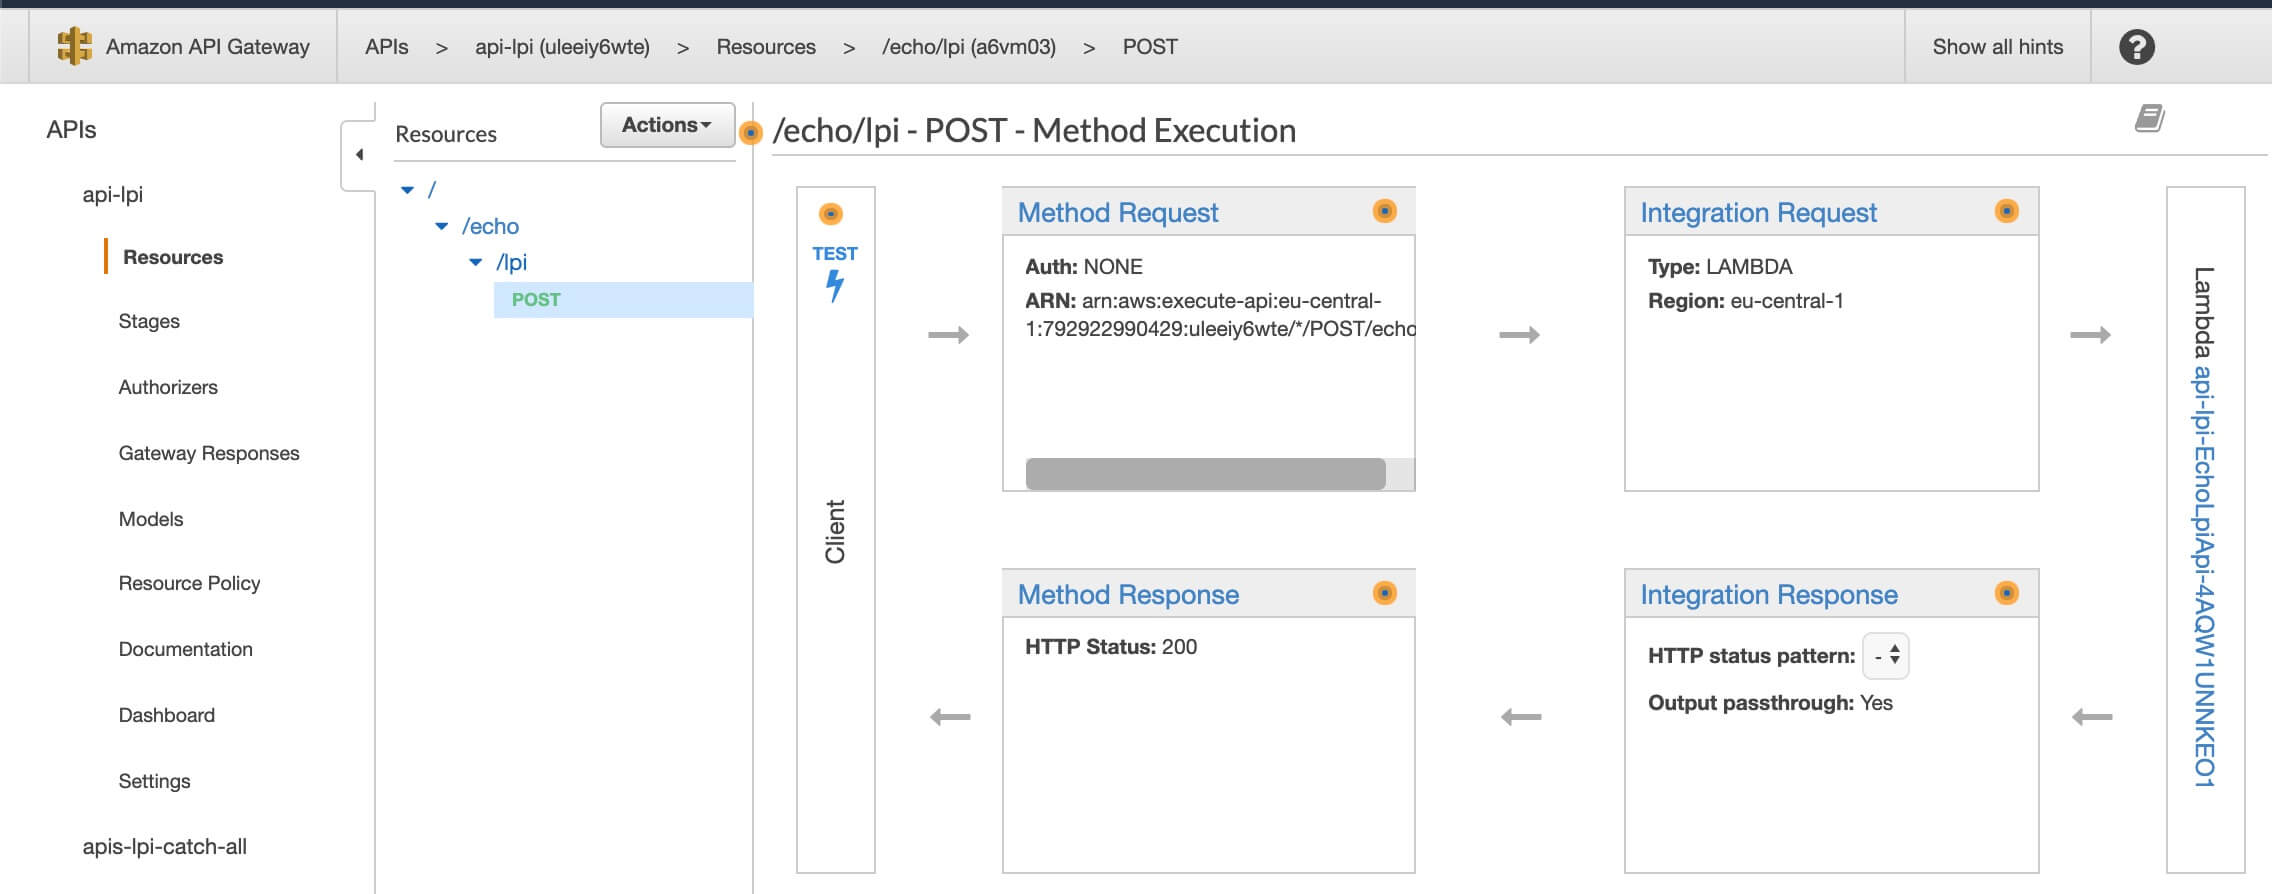 Amazon API Gateway
APIs > api-lpi (uleeiy6wte) > Resources > /echo/lpi (a6vm03) > POST
Show all hints
?
APIs
api-lpi
Resources
Stages
Authorizers
Gateway Responses
Models
Resource Policy
Documentation
Dashboard
Settings
apis-lpi-catch-all
Resources
Actions
/
/echo
/lpi
POST
/echo/lpi - POST - Method Execution
TEST
Client
Method Request
Auth: NONE
ARN: arn:aws:execute-api:eu-central-
1:792922990429:uleeiy6wte/*/POST/echo
Integration Request
Type: LAMBDA
Region: eu-central-1
Lambda api-lpi-EchoLpiApi-4AQW1UNNKEO1
Method Response
HTTP Status: 200
Integration Response
HTTP status pattern: -
Output passthrough: Yes